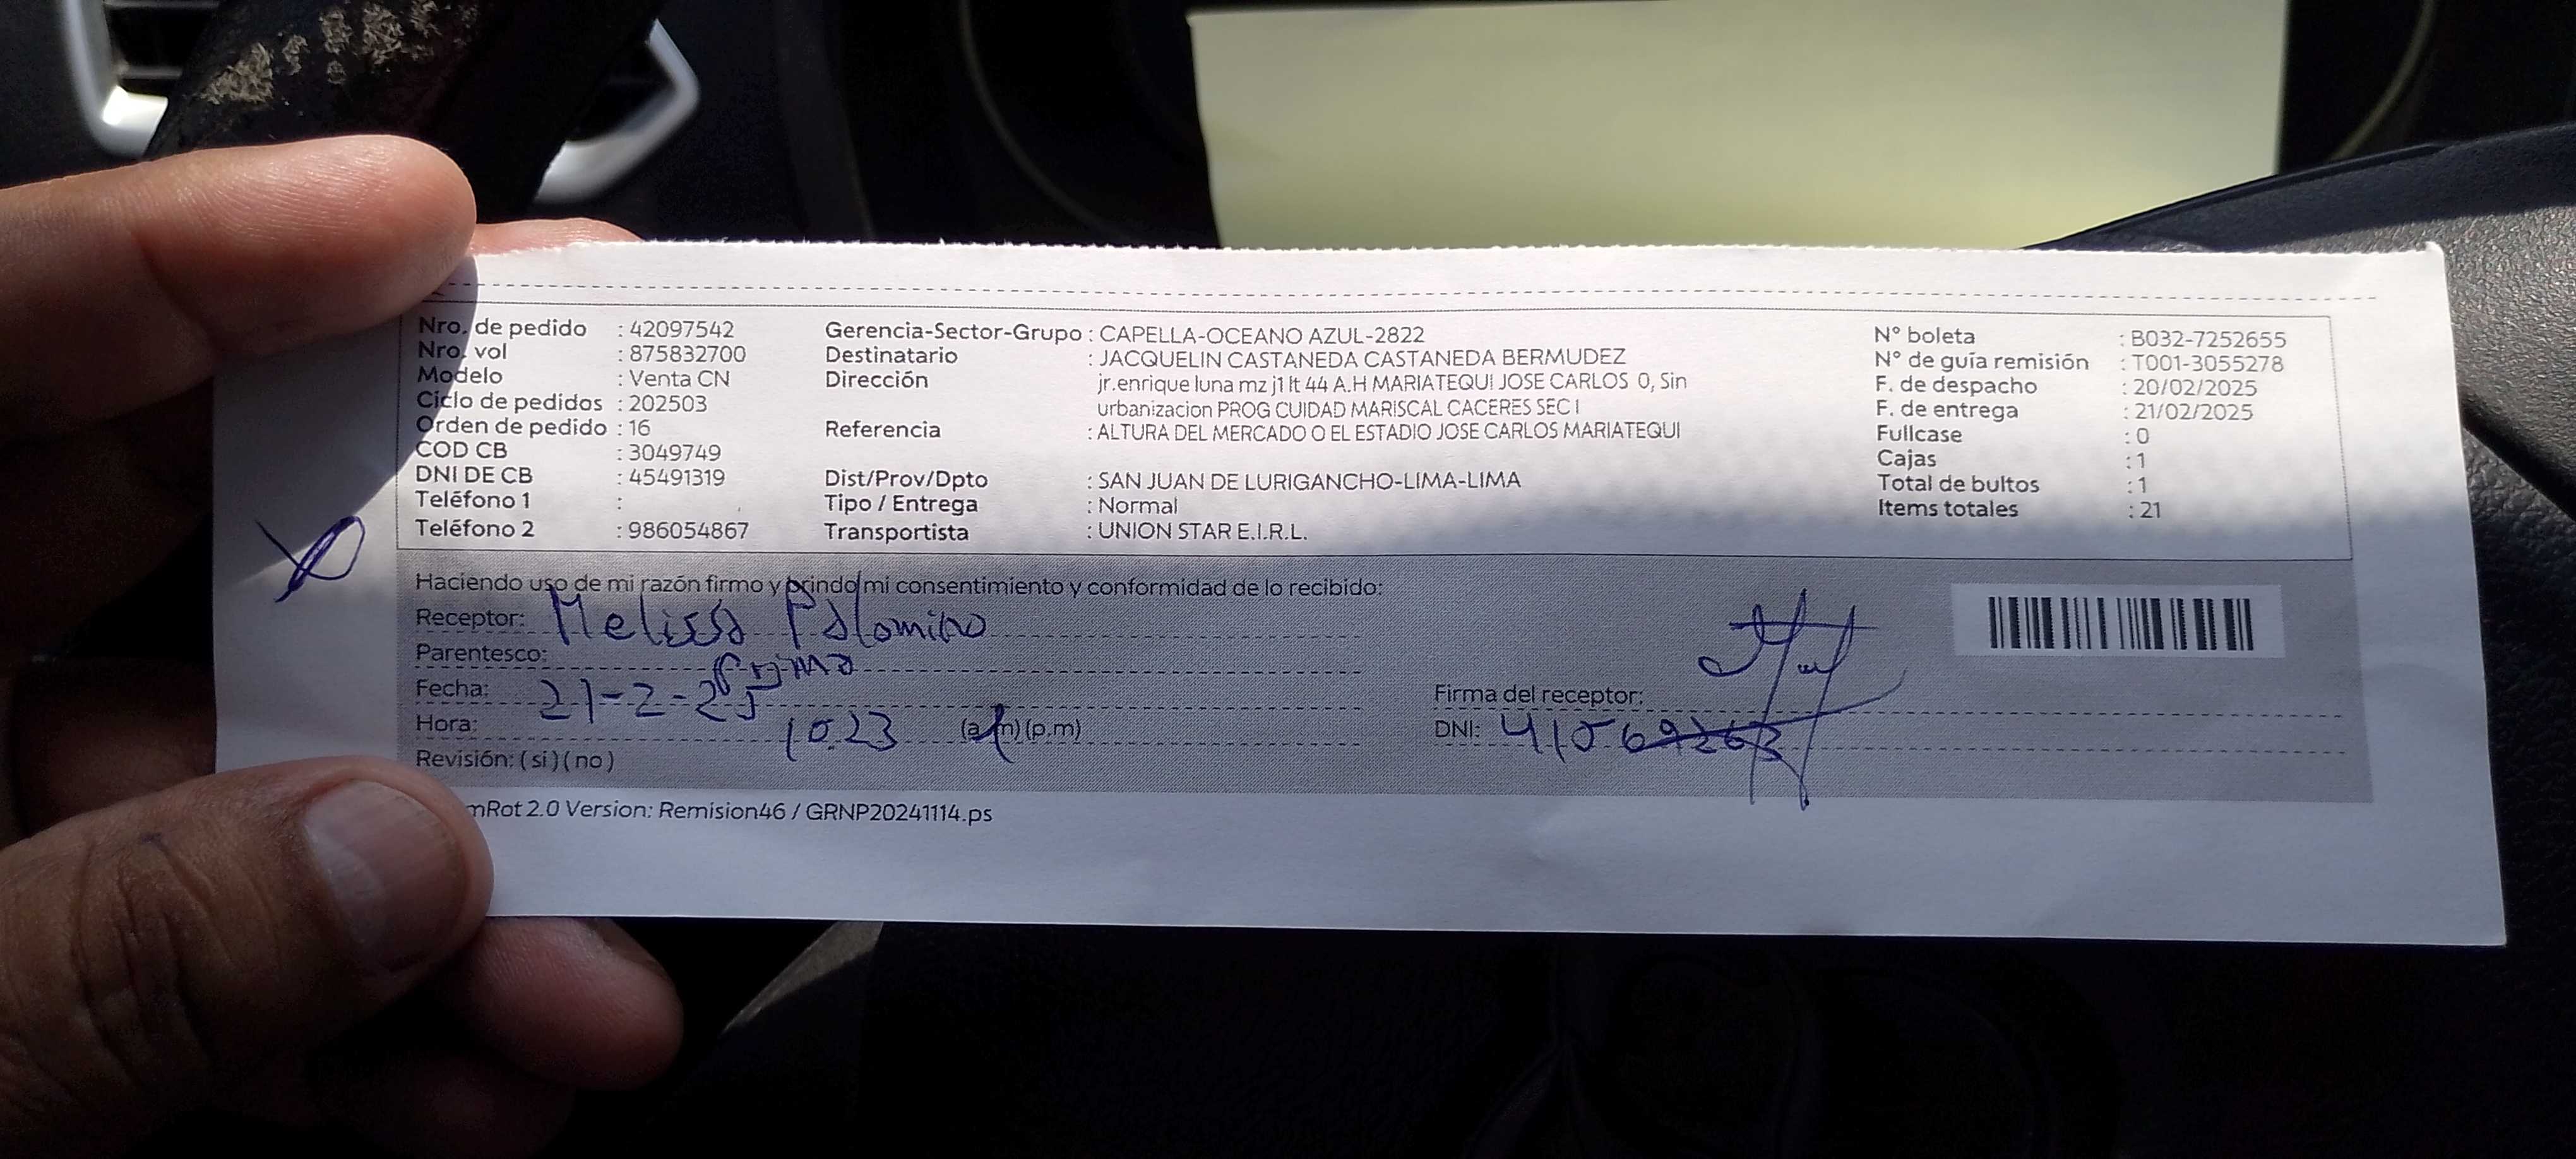 Nro. de pedido : 42097542 Gerencia-Sector-Grupo : CAPELLA-OCEANO AZUL-2822 N° boleta : B032-7252655
Nro. vol : 875832700 Destinatario : JACQUELIN CASTANEDA CASTANEDA BERMUDEZ N° de guía remisión : T001-3055278
Modelo : Venta CN Dirección jr.enrique luna mz j1 lt 44 A.H MARIATEQUI JOSE CARLOS 0, Sin F. de despacho : 20/02/2025
Ciclo de pedidos : 202503 urbanizacion PROG CUIDAD MARISCAL CACERES SEC I F. de entrega : 21/02/2025
Orden de pedido : 16 Referencia : ALTURA DEL MERCADO O EL ESTADIO JOSE CARLOS MARIATEQUI Fullcase : 0
COD CB : 3049749 Cajas : 1
DNI DE CB : 45491319 Dist/Prov/Dpto : SAN JUAN DE LURIGANCHO-LIMA-LIMA Total de bultos : 1
Teléfono 1 : Tipo / Entrega : Normal Items totales : 21
Teléfono 2 : 986054867 Transportista : UNION STAR E.I.R.L.
Haciendo uso de mi razón firmo y brindo mi consentimiento y conformidad de lo recibido:
Receptor: Melissa Palomino
Parentesco: Prima
Fecha: 21-2-25 Firma del receptor:
Hora: 10.23 (a.m)(p.m) DNI: 41069263
Revisión: (si)(no)
mRot 2.0 Version: Remision46 / GRNP20241114.ps